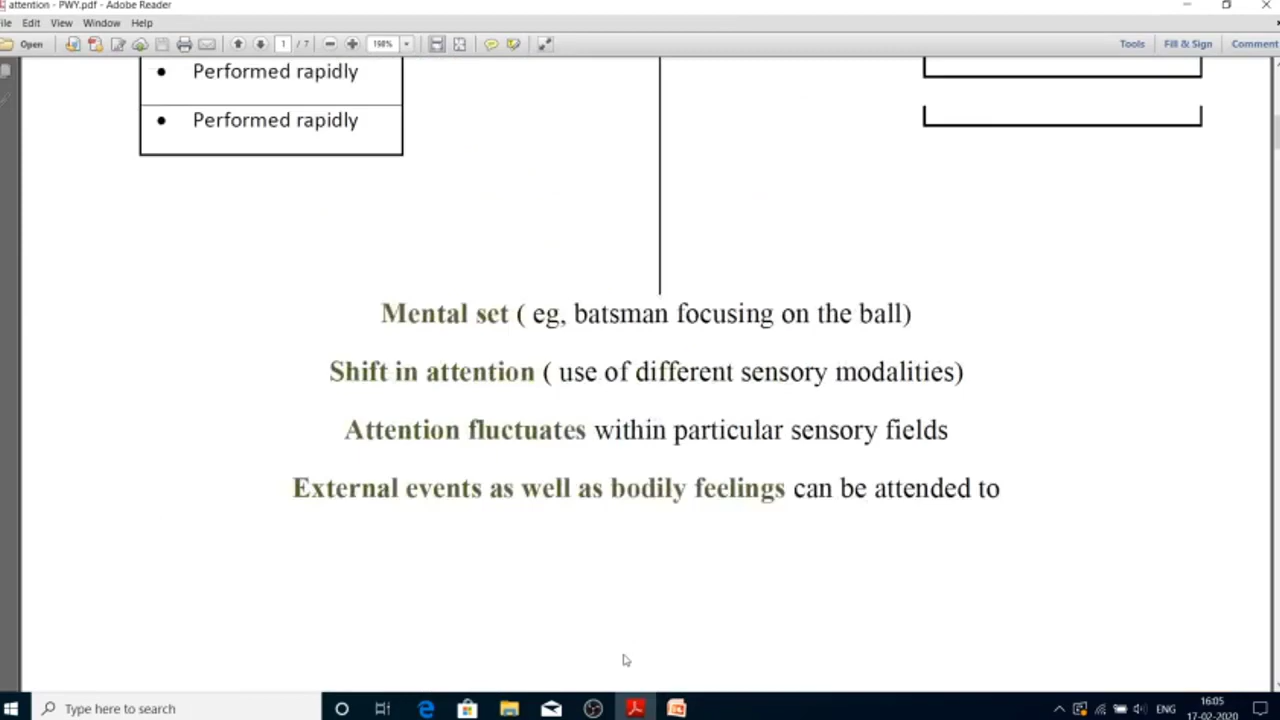 attention - PWY.pdf - Adobe Reader
ile Edit View Window Help
Open 1 / 7 198% Tools Fill & Sign Comment
• Performed rapidly
• Performed rapidly
Mental set ( eg, batsman focusing on the ball)
Shift in attention ( use of different sensory modalities)
Attention fluctuates within particular sensory fields
External events as well as bodily feelings can be attended to
Type here to search
ENG
16:05
17-02-2020